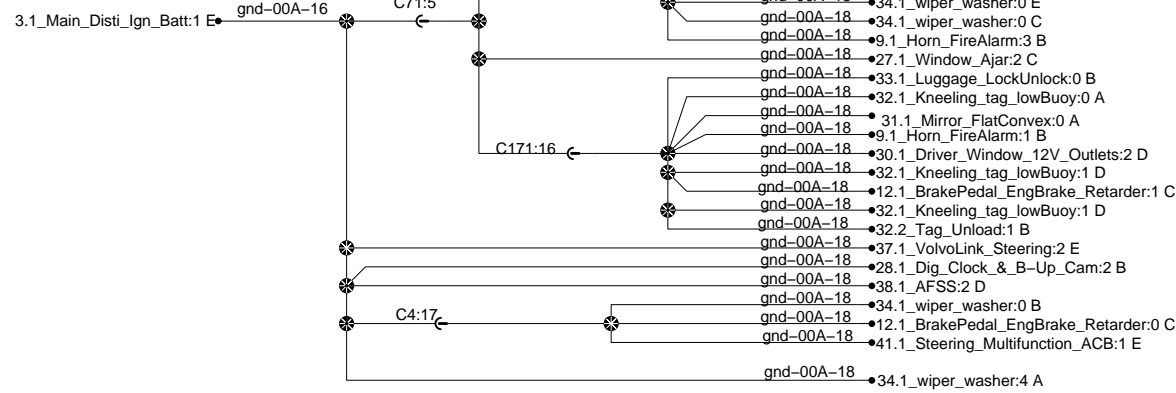 gnd−00A−16
C71:5
3.1_Main_Disti_Ign_Batt:1 E
34.1_wiper_washer:0 E
gnd−00A−18
34.1_wiper_washer:0 C
gnd−00A−18
9.1_Horn_FireAlarm:3 B
gnd−00A−18
27.1_Window_Ajar:2 C
gnd−00A−18
33.1_Luggage_LockUnlock:0 B
gnd−00A−18
32.1_Kneeling_tag_lowBuoy:0 A
gnd−00A−18
31.1_Mirror_FlatConvex:0 A
gnd−00A−18
9.1_Horn_FireAlarm:1 B
C171:16
gnd−00A−18
30.1_Driver_Window_12V_Outlets:2 D
gnd−00A−18
32.1_Kneeling_tag_lowBuoy:1 D
gnd−00A−18
12.1_BrakePedal_EngBrake_Retarder:1 C
gnd−00A−18
32.1_Kneeling_tag_lowBuoy:1 D
gnd−00A−18
32.2_Tag_Unload:1 B
gnd−00A−18
37.1_VolvoLink_Steering:2 E
gnd−00A−18
28.1_Dig_Clock_&_B−Up_Cam:2 B
gnd−00A−18
38.1_AFSS:2 D
gnd−00A−18
34.1_wiper_washer:0 B
C4:17
gnd−00A−18
12.1_BrakePedal_EngBrake_Retarder:0 C
gnd−00A−18
41.1_Steering_Multifunction_ACB:1 E
gnd−00A−18
34.1_wiper_washer:4 A